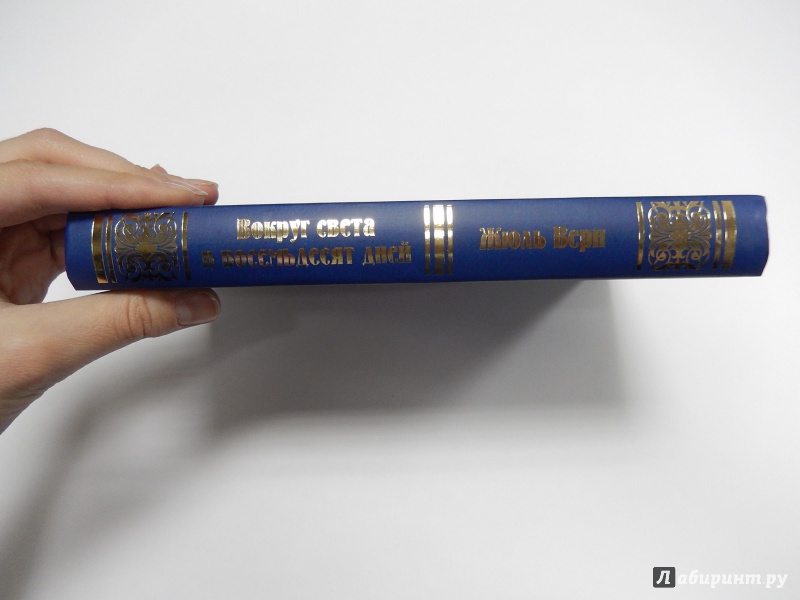 Вокруг света
в восемьдесят дней
Жюль Верн
Лабиринт.ру